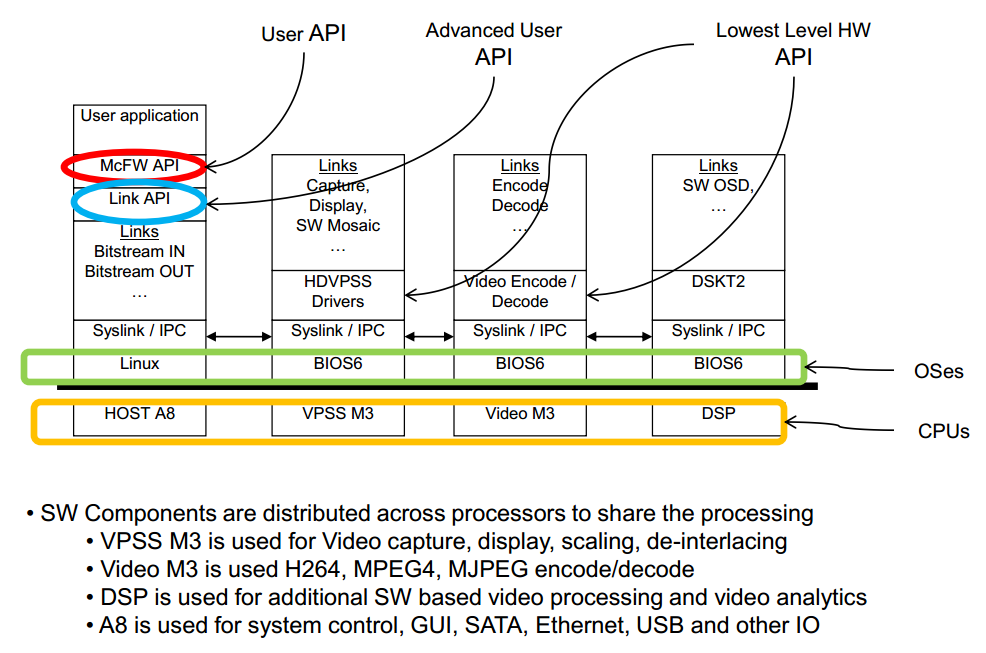 User API
Advanced User
API
Lowest Level HW
API
User application
McFW API
Link API
Links
Bitstream IN
Bitstream OUT
...
Syslink / IPC
Linux
HOST A8
Links
Capture,
Display,
SW Mosaic
...
HDVPSS
Drivers
Syslink / IPC
BIOS6
VPSS M3
Links
Encode
Decode
...
Video Encode /
Decode
Syslink / IPC
BIOS6
Video M3
Links
SW OSD,
...
DSKT2
Syslink / IPC
BIOS6
DSP
OSes
CPUs
• SW Components are distributed across processors to share the processing
• VPSS M3 is used for Video capture, display, scaling, de-interlacing
• Video M3 is used H264, MPEG4, MJPEG encode/decode
• DSP is used for additional SW based video processing and video analytics
• A8 is used for system control, GUI, SATA, Ethernet, USB and other IO